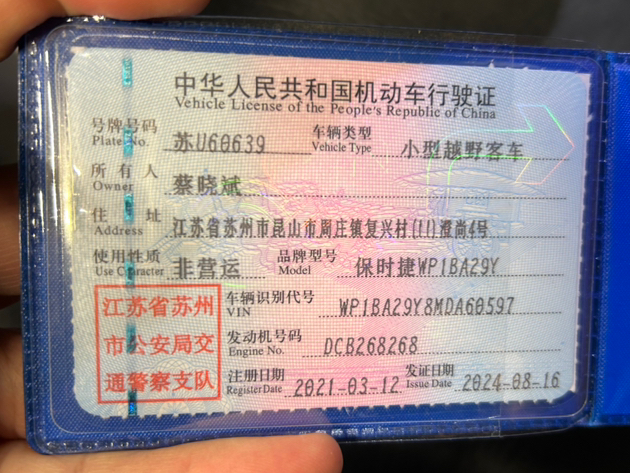 中华人民共和国机动车行驶证
Vehicle License of the People's Republic of China
号牌号码 苏U60639 车辆类型 小型越野客车
Plate No. Vehicle Type
所有人 蔡晓斌
Owner
住址 江苏省苏州市昆山市周庄镇复兴村(11)澄尚4号
Address
使用性质 非营运 品牌型号 保时捷WP1BA29Y
Use Character Model
江苏省苏州
市公安局交
通警察支队
车辆识别代号 WP1BA29Y8MDA60597
VIN
发动机号码 DCB268268
Engine No.
注册日期 2021-03-12 发证日期 2024-08-16
Register Date Issue Date